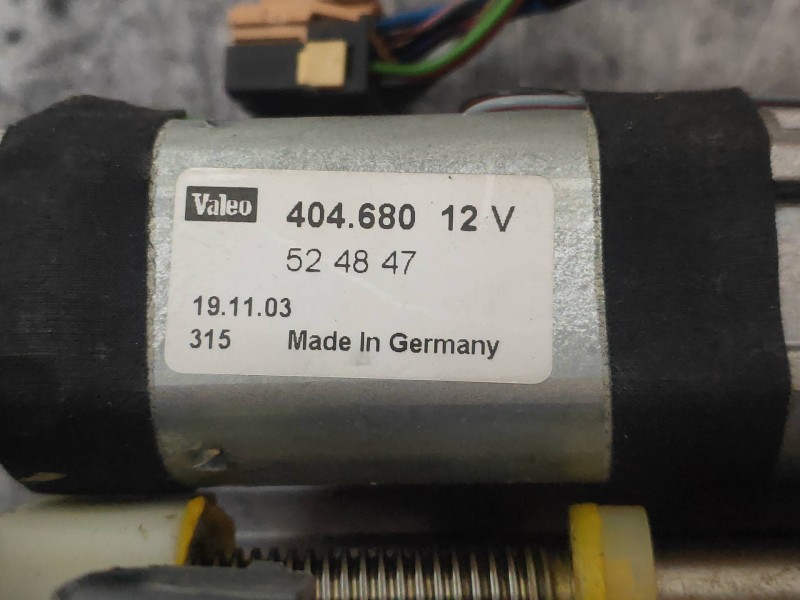 Valeo 404.680 12 V
52 48 47
19.11.03
315 Made In Germany